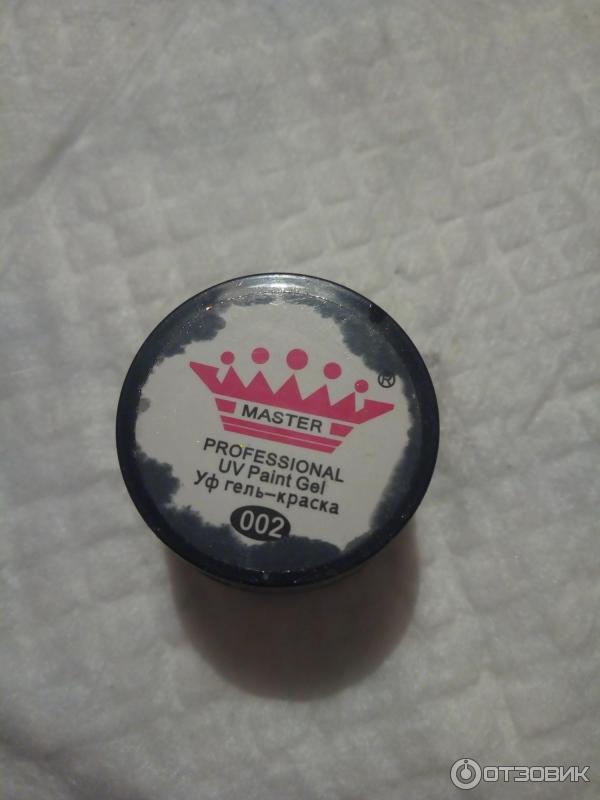 ®
MASTER
PROFESSIONAL
UV Paint Gel
Уф гель-краска
002
ОТЗОВИК